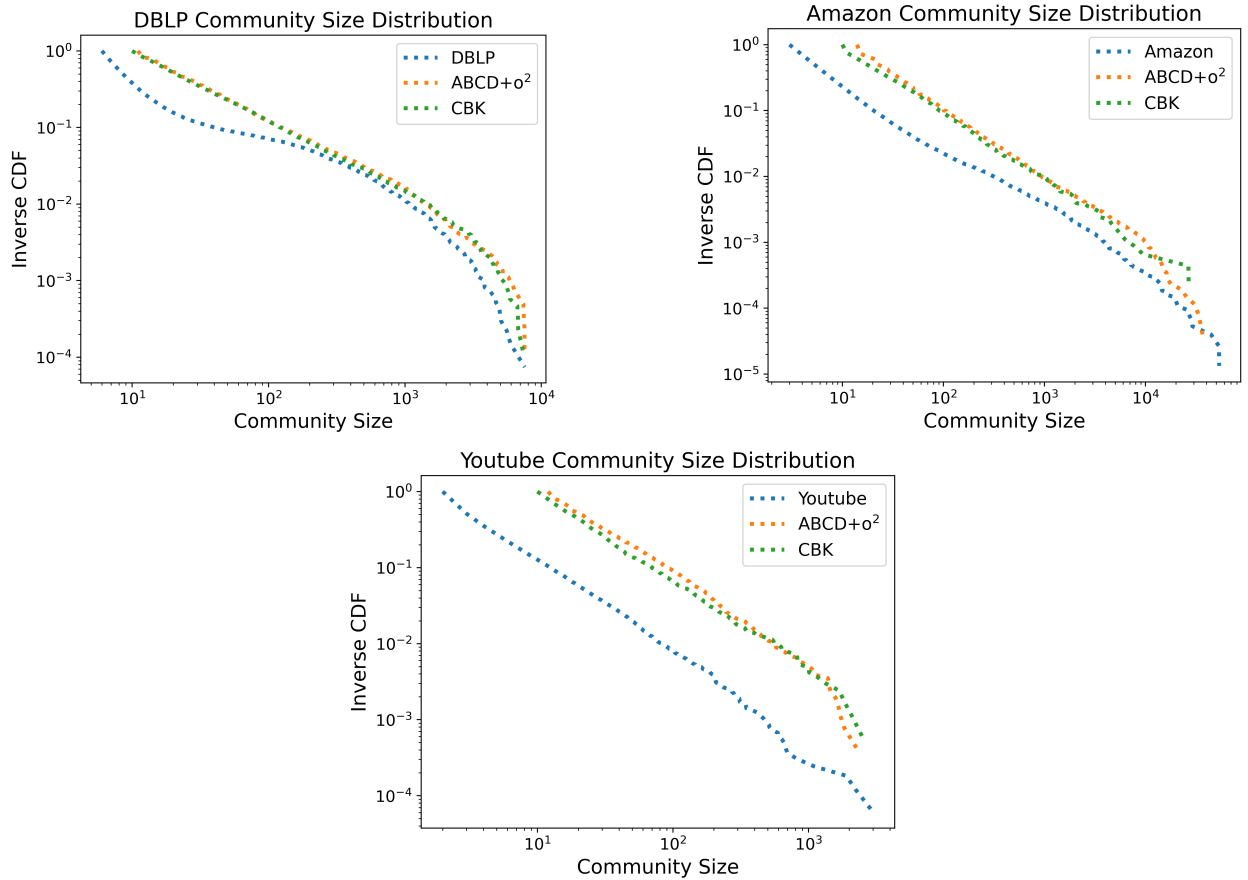 DBLP Community Size Distribution
10⁰
10⁻¹
10⁻²
10⁻³
10⁻⁴
Inverse CDF
10¹
10²
10³
10⁴
Community Size
DBLP
ABCD+o²
CBK
Amazon Community Size Distribution
10⁰
10⁻¹
10⁻²
10⁻³
10⁻⁴
10⁻⁵
Inverse CDF
10¹
10²
10³
10⁴
Community Size
Amazon
ABCD+o²
CBK
Youtube Community Size Distribution
10⁰
10⁻¹
10⁻²
10⁻³
10⁻⁴
Inverse CDF
10¹
10²
10³
Community Size
Youtube
ABCD+o²
CBK